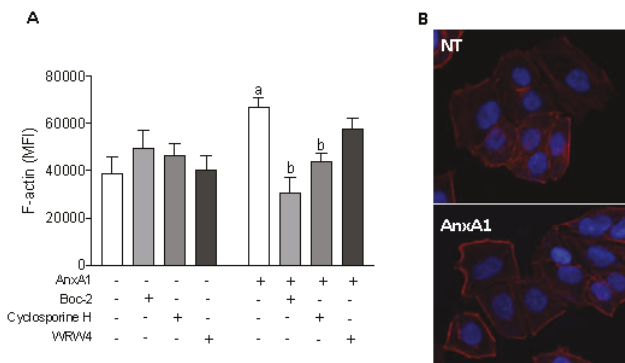 A
B
NT
80000
a
60000
b
b
F-actin (MFI)
40000
20000
0
AnxA1
AnxA1 - - - - + + + +
Boc-2 - + - - - + - -
Cyclosporine H - - + - - - + -
WRW4 - - - + - - - +